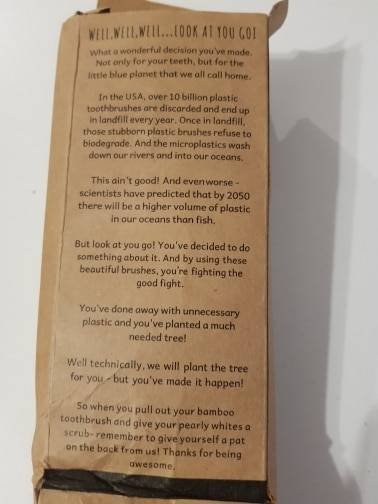 WELL,WELL,WELL...LOOK AT YOU GO!
What a wonderful decision you've made.
Not only for your teeth, but for the
little blue planet that we all call home.
In the USA, over 10 billion plastic
toothbrushes are discarded and end up
in landfill every year. Once in landfill,
those stubborn plastic brushes refuse to
biodegrade. And the microplastics wash
down our rivers and into our oceans.
This ain't good! And even worse -
scientists have predicted that by 2050
there will be a higher volume of plastic
in our oceans than fish.
But look at you go! You've decided to do
something about it. And by using these
beautiful brushes, you're fighting the
good fight.
You've done away with unnecessary
plastic and you've planted a much
needed tree!
Well technically, we will plant the tree
for you - but you've made it happen!
So when you pull out your bamboo
toothbrush and give your pearly whites a
scrub- remember to give yourself a pat
on the back from us! Thanks for being
awesome.